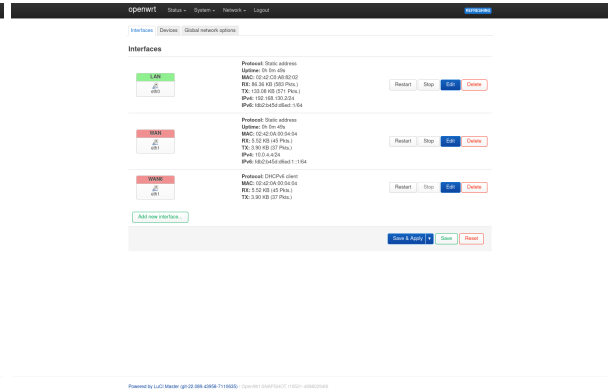 openwrt Status System Network Logout REFRESHING
Interfaces Devices Global network options
Interfaces
LAN
eth0
Protocol: Static address
Uptime: 0h 0m 49s
MAC: 02:42:C0:A8:82:02
RX: 86.36 KB (583 Pkts.)
TX: 133.08 KB (571 Pkts.)
IPv4: 192.168.130.2/24
IPv6: fdb2:b45d:d6ed::1/64
Restart Stop Edit Delete
WAN
eth1
Protocol: Static address
Uptime: 0h 0m 49s
MAC: 02:42:0A:00:04:04
RX: 5.52 KB (45 Pkts.)
TX: 3.90 KB (37 Pkts.)
IPv4: 10.0.4.4/24
IPv6: fdb2:b45d:d6ed:1::1/64
Restart Stop Edit Delete
WAN6
eth1
Protocol: DHCPv6 client
MAC: 02:42:0A:00:04:04
RX: 5.52 KB (45 Pkts.)
TX: 3.90 KB (37 Pkts.)
Restart Stop Edit Delete
Add new interface...
Save & Apply Save Reset
Powered by LuCI Master / OpenWrt SNAPSHOT